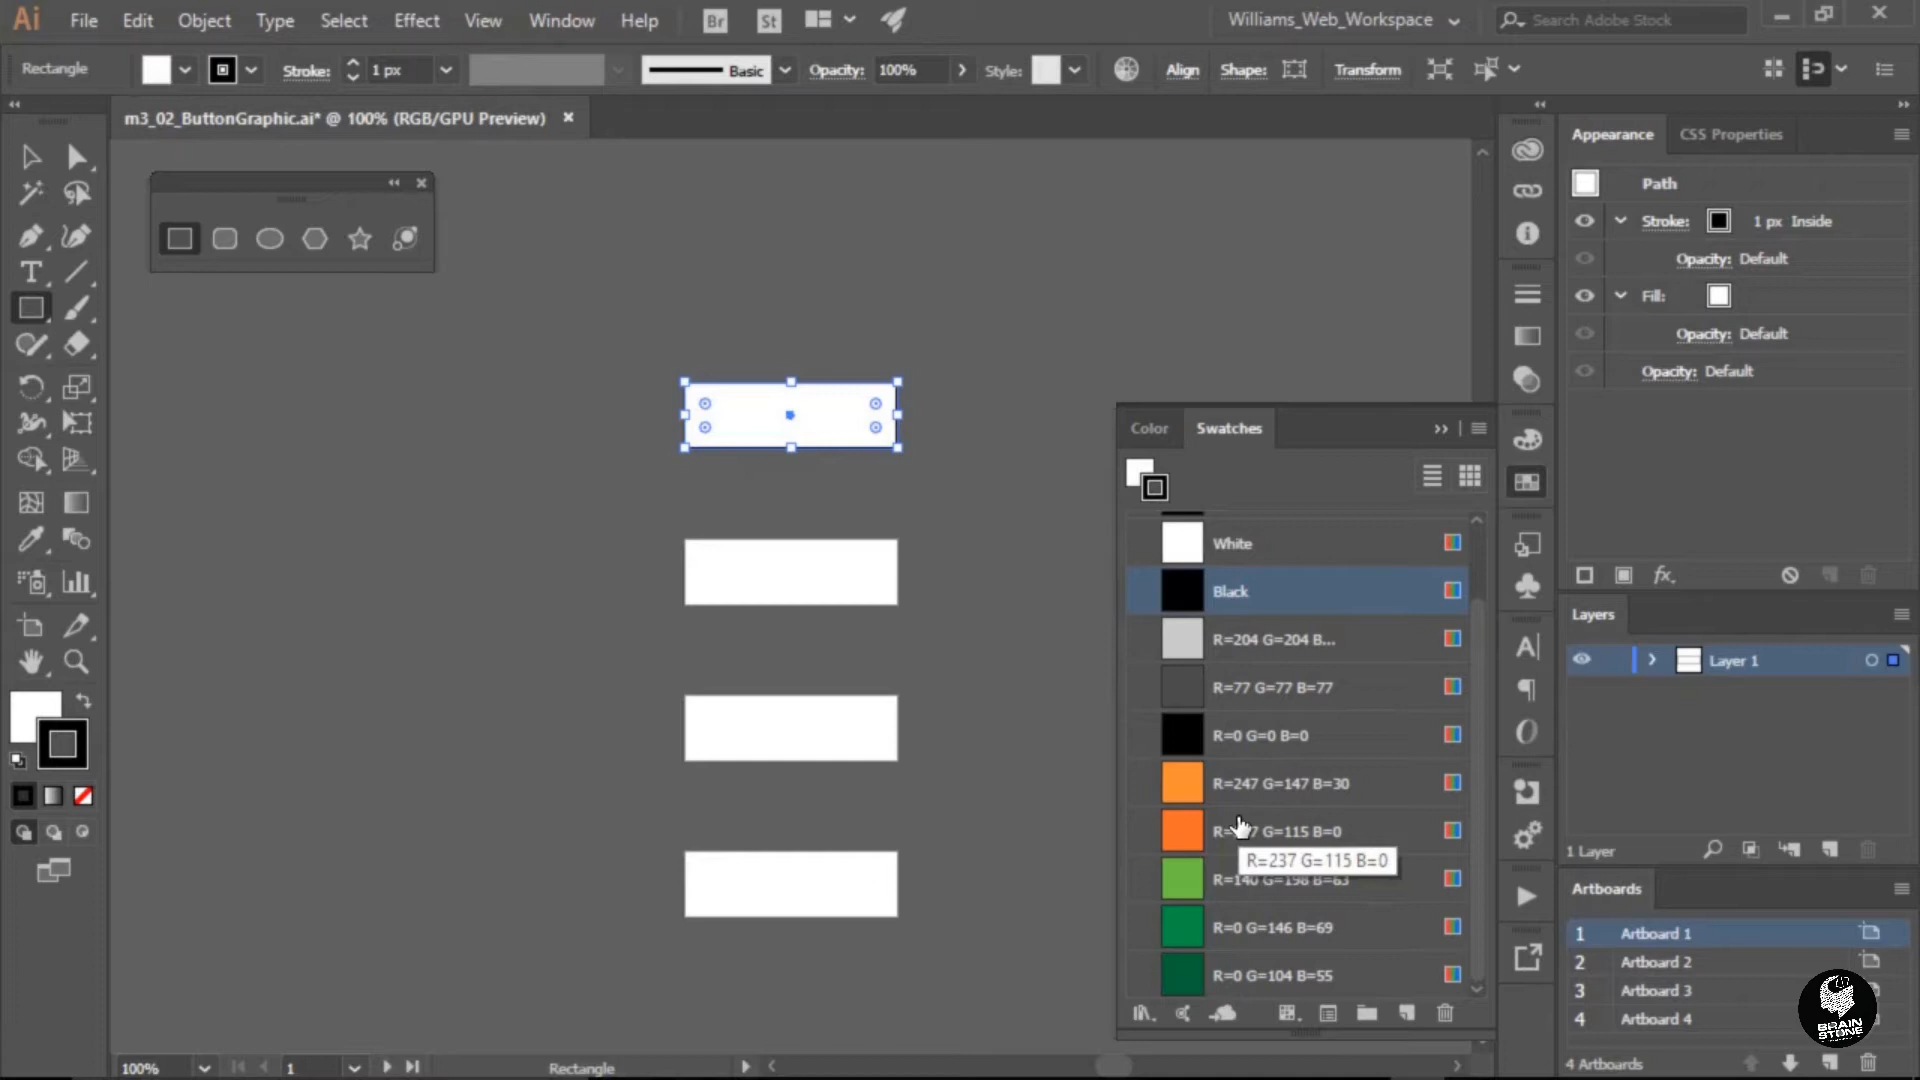 Ai File Edit Object Type Select Effect View Window Help Br St Williams_Web_Workspace Search Adobe Stock
Rectangle Stroke: 1 px Basic Opacity: 100% Style: Align Shape: Transform
m3_02_ButtonGraphic.ai* @ 100% (RGB/GPU Preview)
Appearance CSS Properties
Path
Stroke: 1 px Inside
Opacity: Default
Fill:
Opacity: Default
Opacity: Default
fx.
Color Swatches
White
Black
R=204 G=204 B...
R=77 G=77 B=77
R=0 G=0 B=0
R=247 G=147 B=30
G=115 B=0
R=237 G=115 B=0
R=140 G=198 B=63
R=0 G=146 B=69
R=0 G=104 B=55
Layers
Layer 1
1 Layer
Artboards
1 Artboard 1
2 Artboard 2
3 Artboard 3
4 Artboard 4
4 Artboards
BRAIN
STONE
100% 1 Rectangle